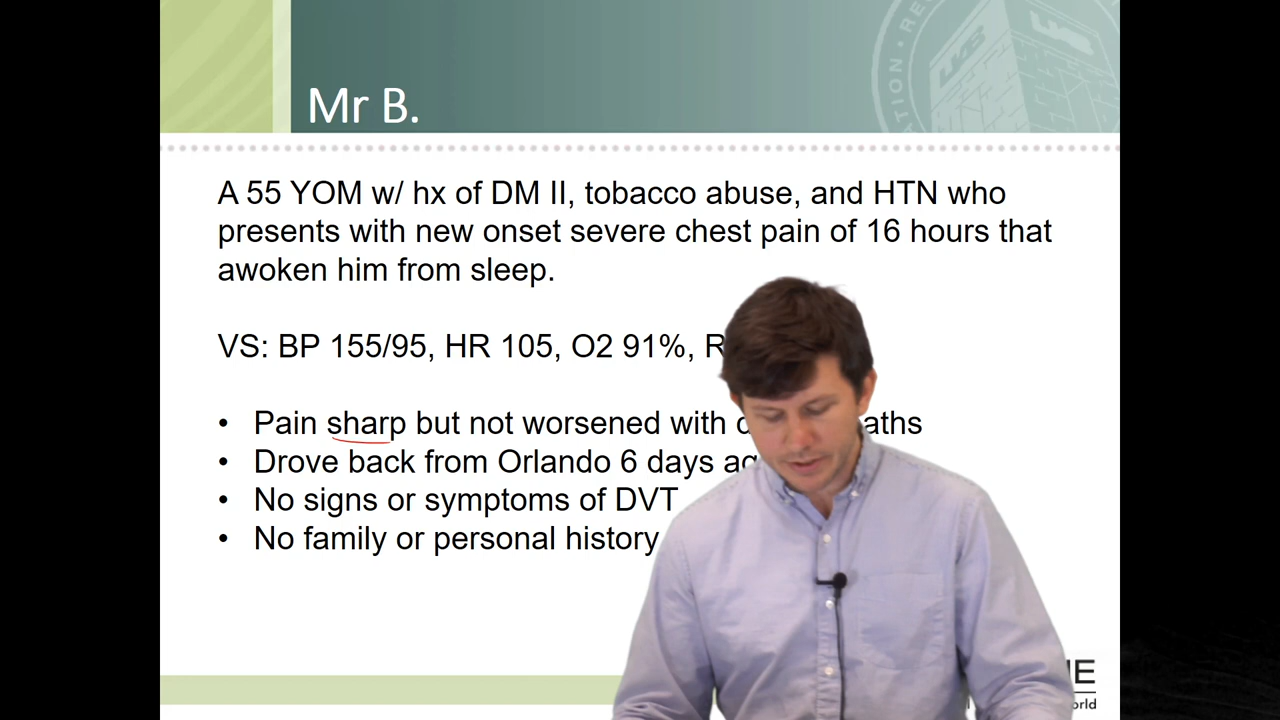 Mr B.
A 55 YOM w/ hx of DM II, tobacco abuse, and HTN who
presents with new onset severe chest pain of 16 hours that
awoken him from sleep.
VS: BP 155/95, HR 105, O2 91%, R
• Pain sharp but not worsened with
• Drove back from Orlando 6 days
• No signs or symptoms of DVT
• No family or personal history